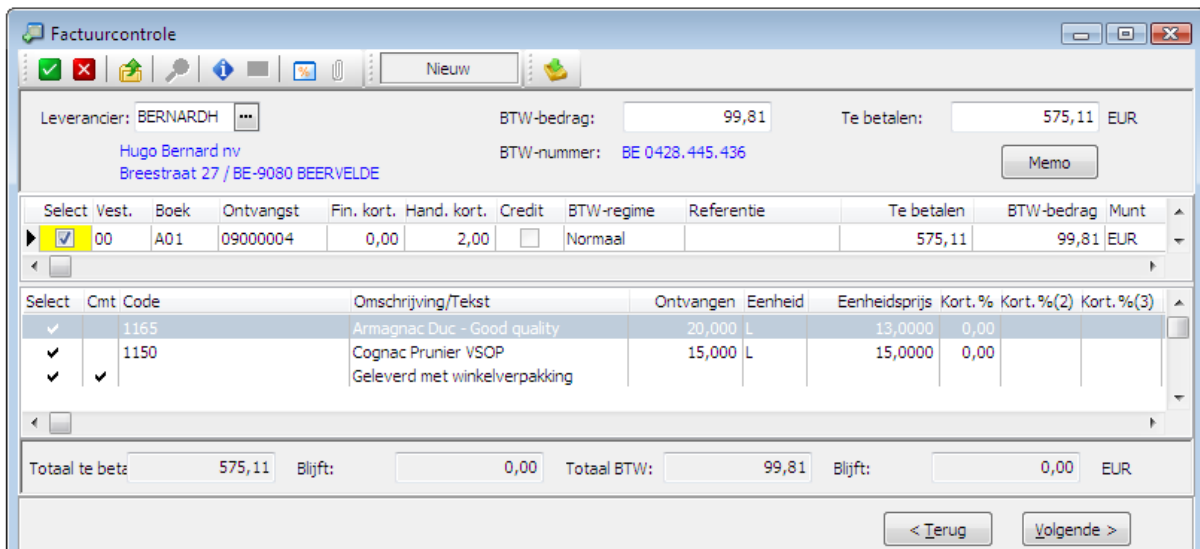 Factuurcontrole
Nieuw
Leverancier: BERNARDH ... BTW-bedrag: 99,81 Te betalen: 575,11 EUR
Hugo Bernard nv BTW-nummer: BE 0428.445.436 Memo
Breestraat 27 / BE-9080 BEERVELDE
Select Vest. Boek Ontvangst Fin. kort. Hand. kort. Credit BTW-regime Referentie Te betalen BTW-bedrag Munt
00 A01 09000004 0,00 2,00 Normaal 575,11 99,81 EUR
Select Cmt Code Omschrijving/Tekst Ontvangen Eenheid Eenheidsprijs Kort.% Kort.%(2) Kort.%(3)
1165 Armagnac Duc - Good quality 20,000 L 13,0000 0,00
1150 Cognac Prunier VSOP 15,000 L 15,0000 0,00
Geleverd met winkelverpakking
Totaal te beta 575,11 Blijft: 0,00 Totaal BTW: 99,81 Blijft: 0,00 EUR
< Terug Volgende >